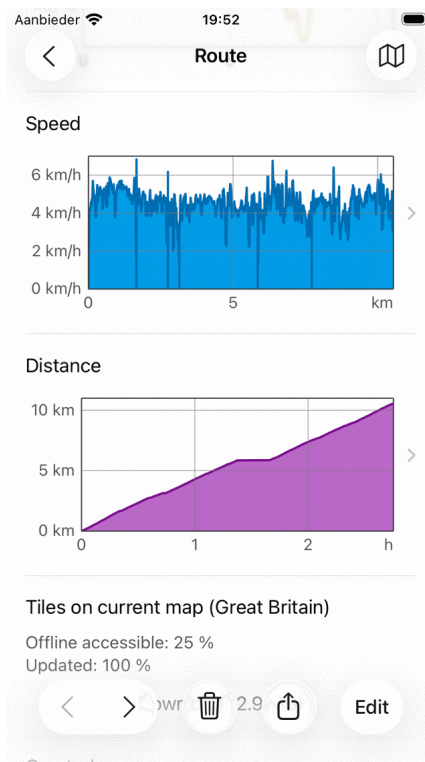 Aanbieder 19:52
Route
Speed
6 km/h
4 km/h
2 km/h
0 km/h
0 5 km
Distance
10 km
5 km
0 km
0 1 2 h
Tiles on current map (Great Britain)
Offline accessible: 25 %
Updated: 100 %
2.9
Edit